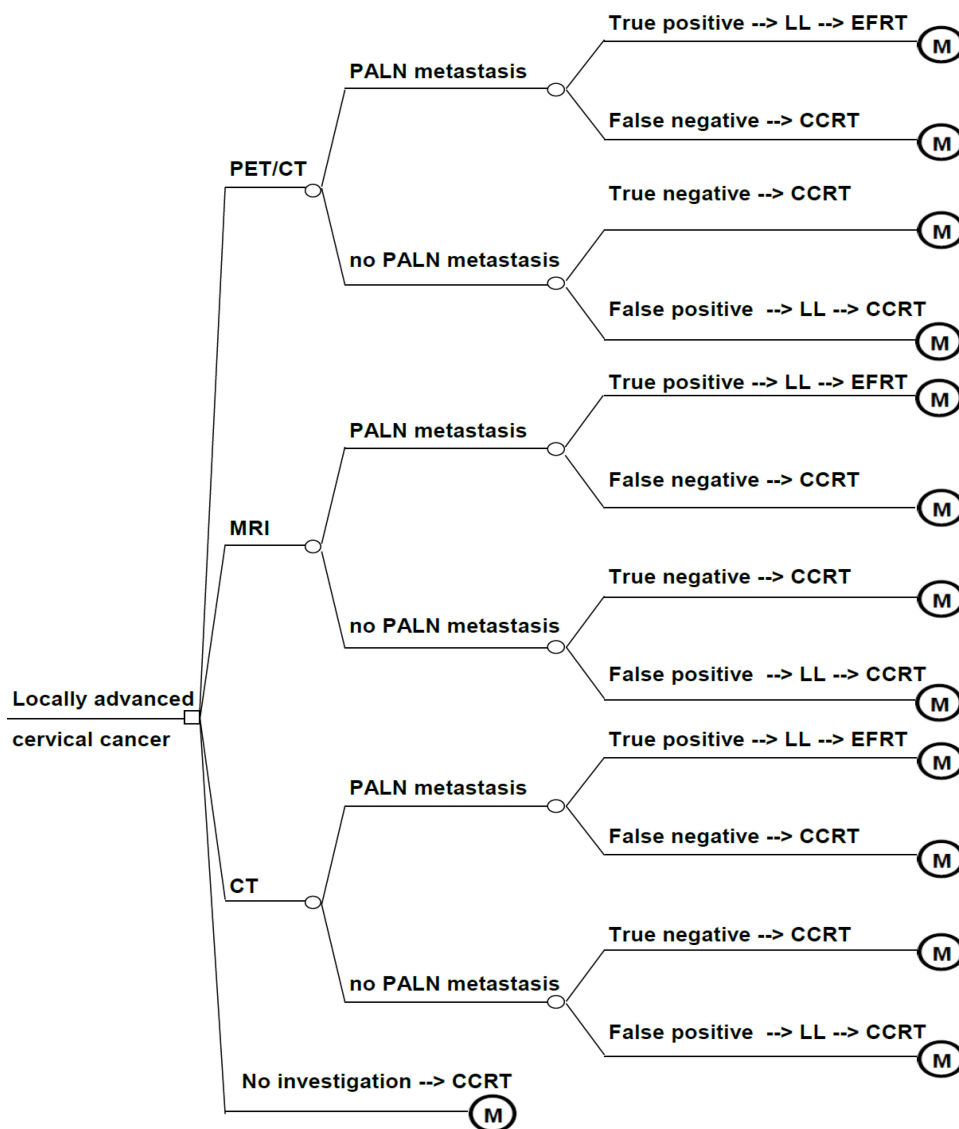 True positive --> LL --> EFRT
M
PALN metastasis
False negative --> CCRT
M
PET/CT
True negative --> CCRT
M
no PALN metastasis
False positive --> LL --> CCRT
M
True positive --> LL --> EFRT
M
PALN metastasis
False negative --> CCRT
M
MRI
True negative --> CCRT
M
no PALN metastasis
False positive --> LL --> CCRT
M
Locally advanced
cervical cancer
True positive --> LL --> EFRT
M
PALN metastasis
False negative --> CCRT
M
CT
True negative --> CCRT
M
no PALN metastasis
False positive --> LL --> CCRT
M
No investigation --> CCRT
M